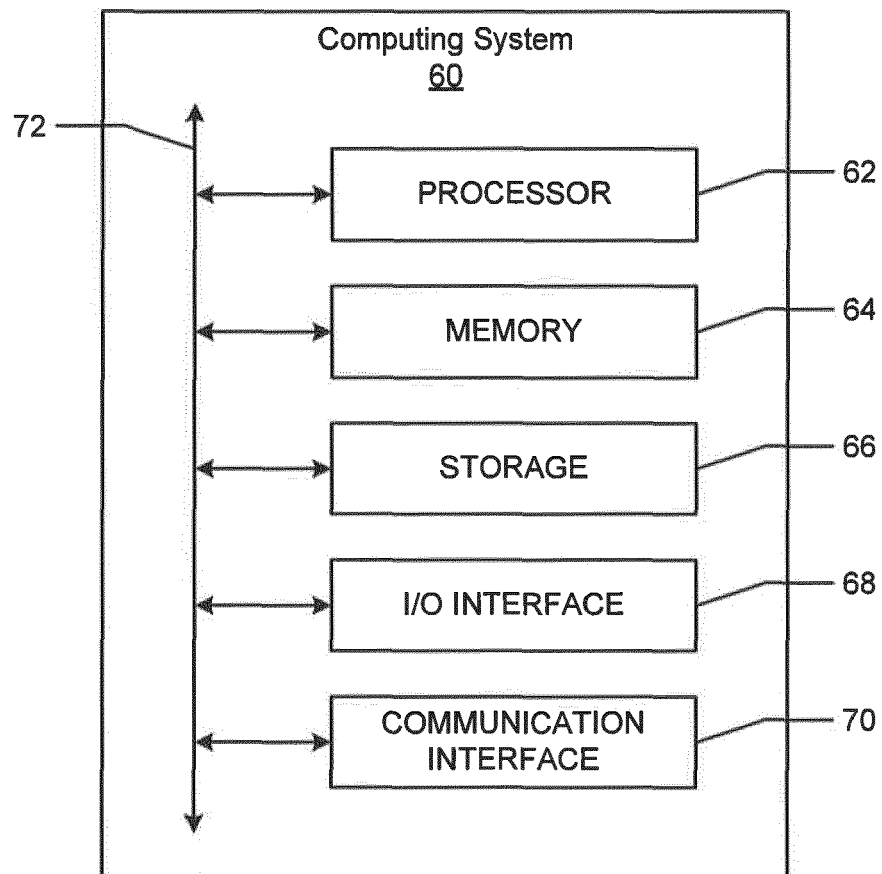 Computing System
60
72
PROCESSOR
62
MEMORY
64
STORAGE
66
I/O INTERFACE
68
COMMUNICATION
INTERFACE
70